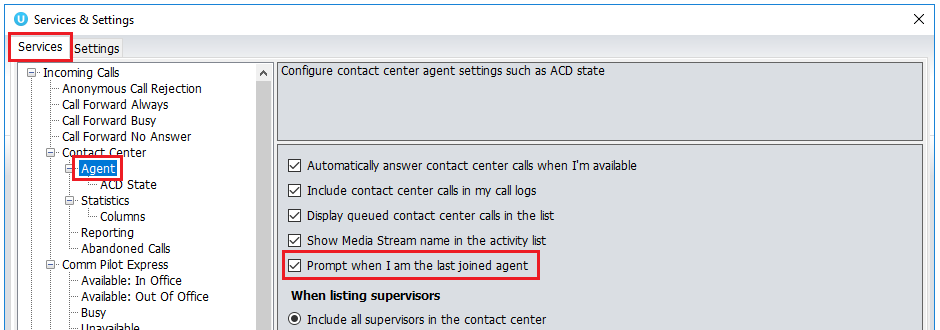 Services & Settings
Services
Settings
Incoming Calls
Anonymous Call Rejection
Call Forward Always
Call Forward Busy
Call Forward No Answer
Contact Center
Agent
ACD State
Statistics
Columns
Reporting
Abandoned Calls
Comm Pilot Express
Available: In Office
Available: Out Of Office
Busy
Unavailable
Configure contact center agent settings such as ACD state
Automatically answer contact center calls when I'm available
Include contact center calls in my call logs
Display queued contact center calls in the list
Show Media Stream name in the activity list
Prompt when I am the last joined agent
When listing supervisors
Include all supervisors in the contact center